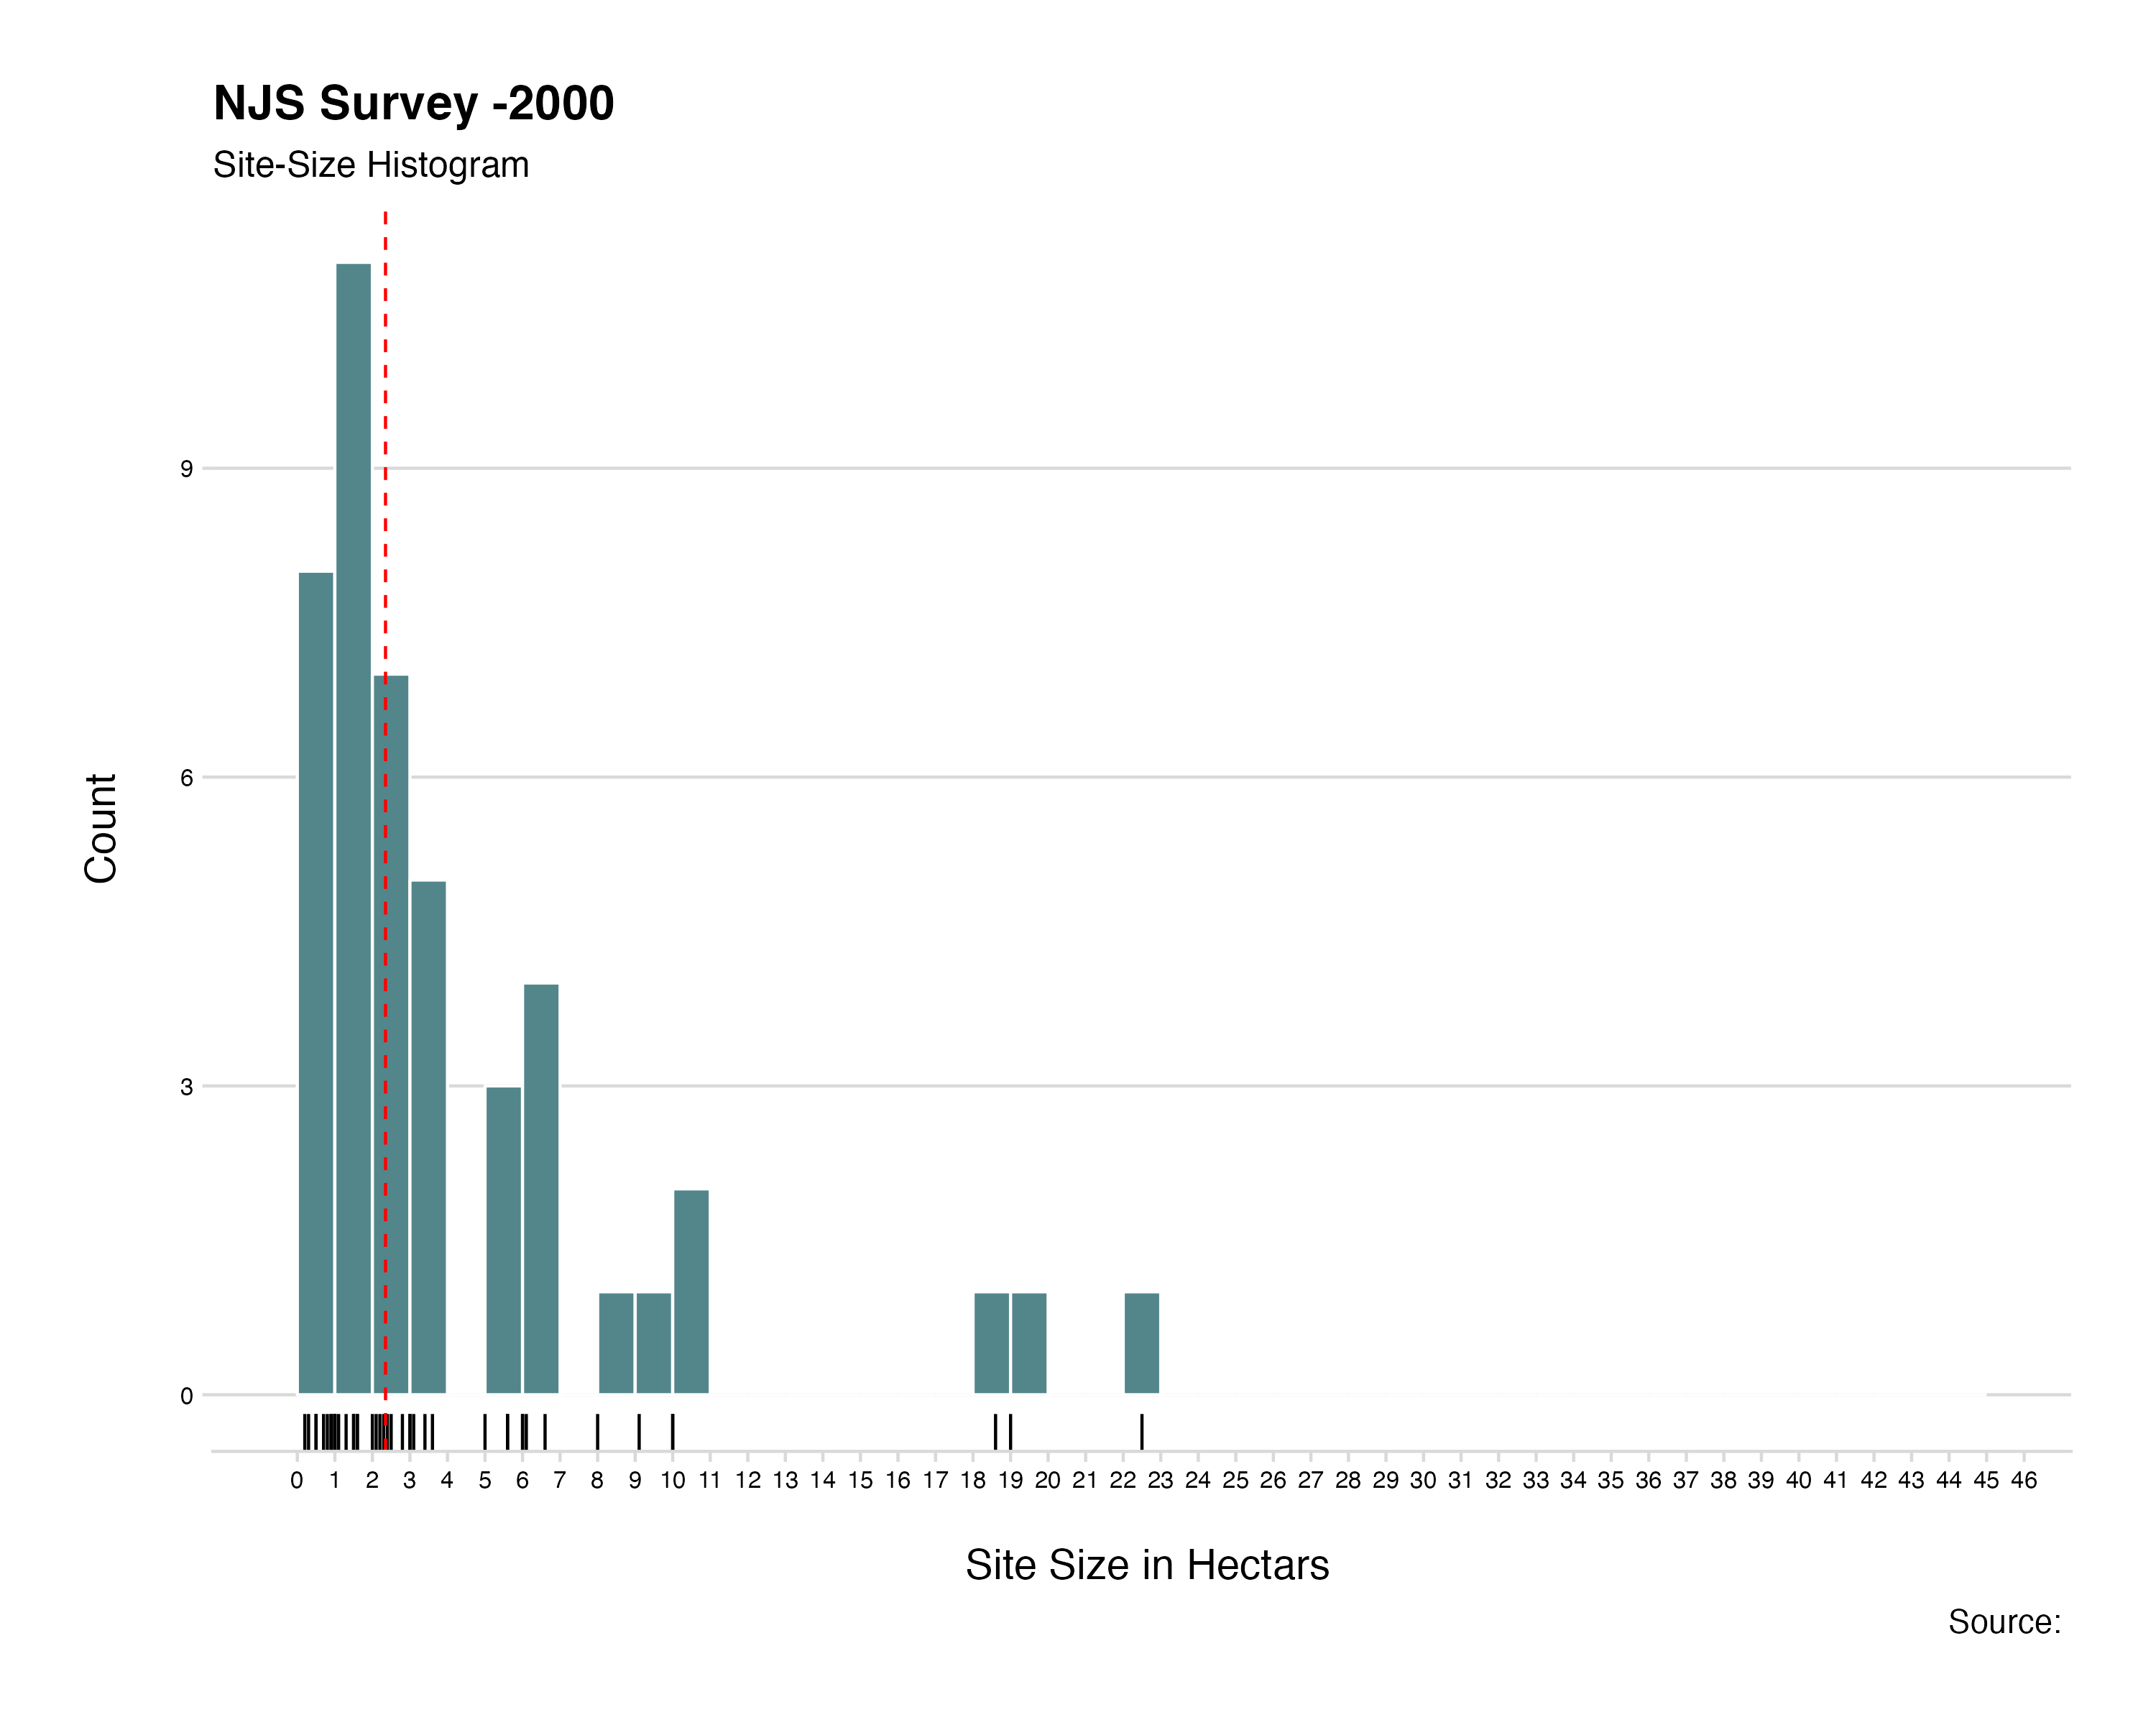 NJS Survey -2000
Site-Size Histogram
Count
9
6
3
0
0 1 2 3 4 5 6 7 8 9 10 11 12 13 14 15 16 17 18 19 20 21 22 23 24 25 26 27 28 29 30 31 32 33 34 35 36 37 38 39 40 41 42 43 44 45 46
Site Size in Hectars
Source: